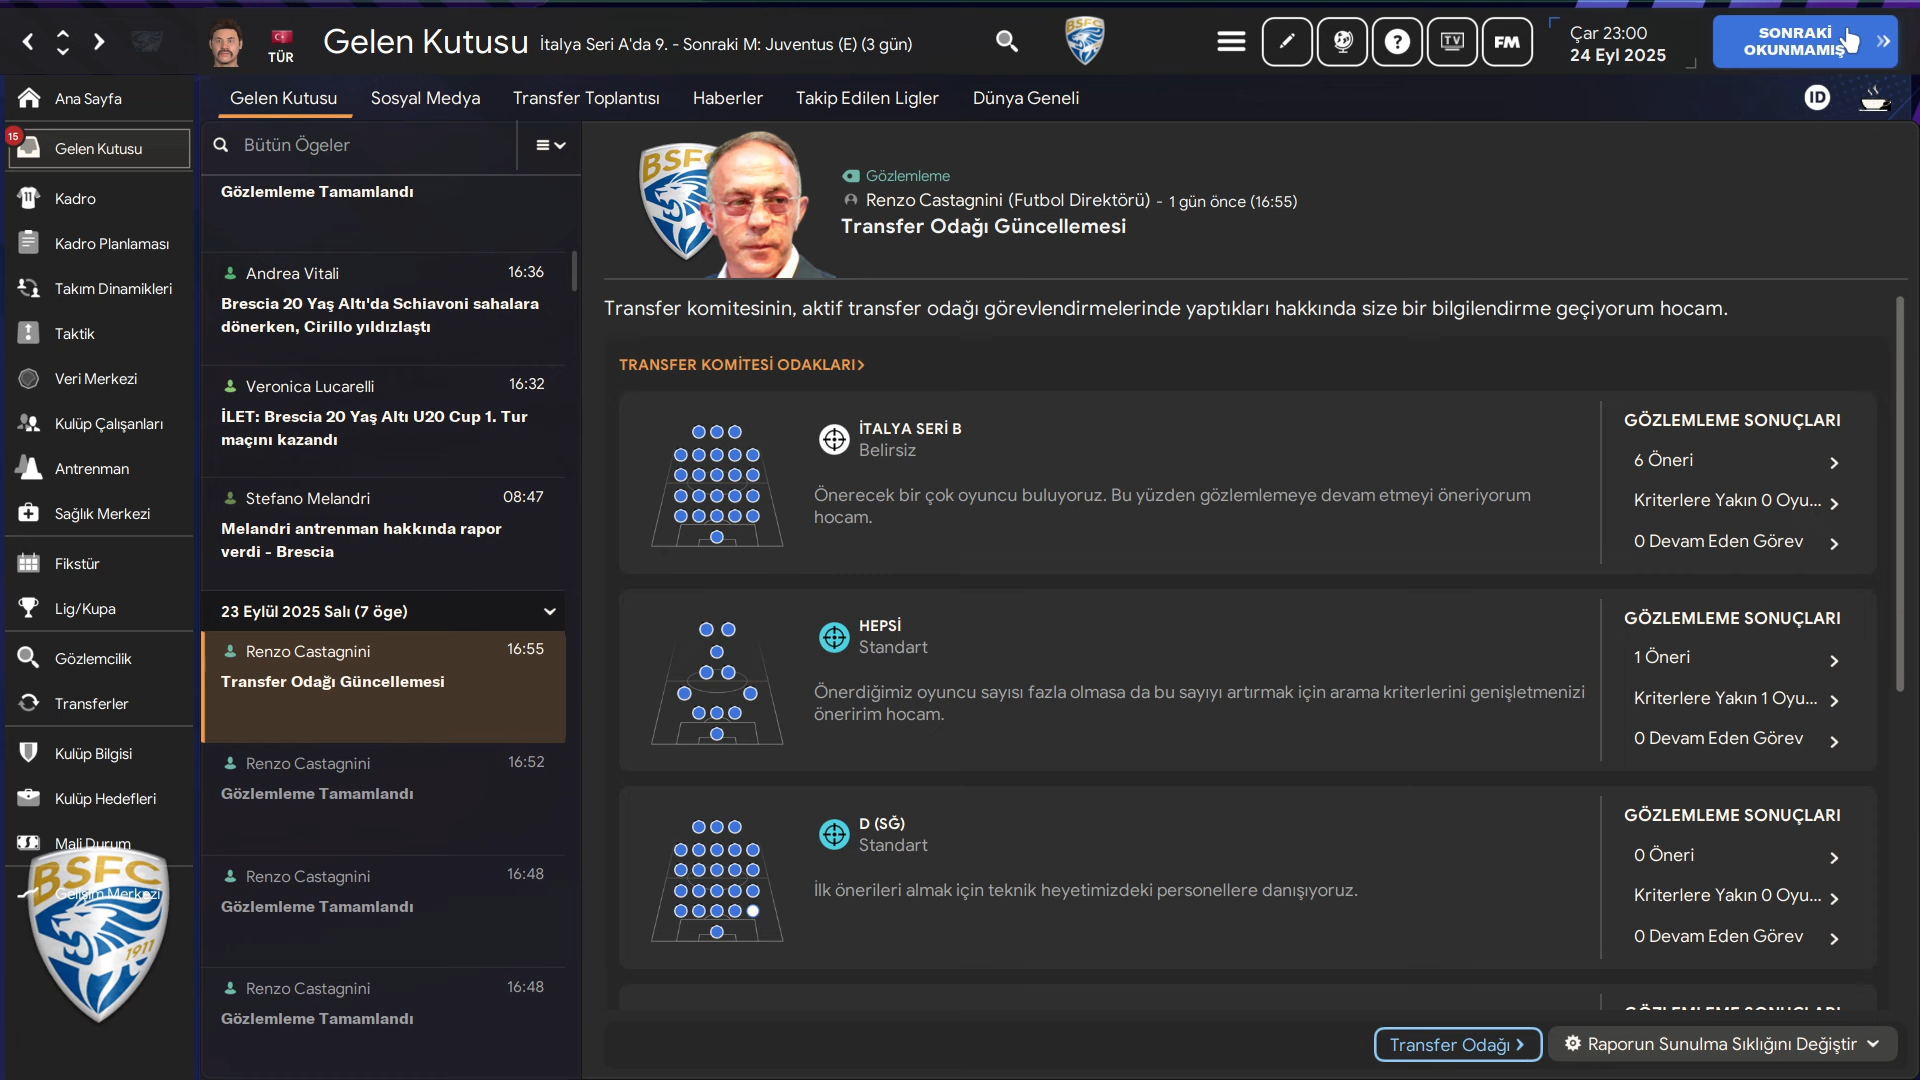 TÜR
Gelen Kutusu
İtalya Seri A'da 9. - Sonraki M: Juventus (E) (3 gün)
BSFC
TV
FM
Çar 23:00
24 Eyl 2025
SONRAKİ
OKUNMAMIŞ
Gelen Kutusu
Sosyal Medya
Transfer Toplantısı
Haberler
Takip Edilen Ligler
Dünya Geneli
ID
Ana Sayfa
15
Gelen Kutusu
Kadro
Kadro Planlaması
Takım Dinamikleri
Taktik
Veri Merkezi
Kulüp Çalışanları
Antrenman
Sağlık Merkezi
Fikstür
Lig/Kupa
Gözlemcilik
Transferler
Kulüp Bilgisi
Kulüp Hedefleri
Mali Durum
Gelişim Merkezi
BSFC
1911
Bütün Ögeler
Gözlemleme Tamamlandı
Andrea Vitali
16:36
Brescia 20 Yaş Altı'da Schiavoni sahalara
dönerken, Cirillo yıldızlaştı
Veronica Lucarelli
16:32
İLET: Brescia 20 Yaş Altı U20 Cup 1. Tur
maçını kazandı
Stefano Melandri
08:47
Melandri antrenman hakkında rapor
verdi - Brescia
23 Eylül 2025 Salı (7 öge)
Renzo Castagnini
16:55
Transfer Odağı Güncellemesi
Renzo Castagnini
16:52
Gözlemleme Tamamlandı
Renzo Castagnini
16:48
Gözlemleme Tamamlandı
Renzo Castagnini
16:48
Gözlemleme Tamamlandı
BSFC
Gözlemleme
Renzo Castagnini (Futbol Direktörü) - 1 gün önce (16:55)
Transfer Odağı Güncellemesi
Transfer komitesinin, aktif transfer odağı görevlendirmelerinde yaptıkları hakkında size bir bilgilendirme geçiyorum hocam.
TRANSFER KOMİTESİ ODAKLARI>
İTALYA SERİ B
Belirsiz
Önerecek bir çok oyuncu buluyoruz. Bu yüzden gözlemlemeye devam etmeyi öneriyorum
hocam.
GÖZLEMLEME SONUÇLARI
6 Öneri
Kriterlere Yakın 0 Oyu...
0 Devam Eden Görev
HEPSİ
Standart
Önerdiğimiz oyuncu sayısı fazla olmasa da bu sayıyı artırmak için arama kriterlerini genişletmenizi
öneririm hocam.
GÖZLEMLEME SONUÇLARI
1 Öneri
Kriterlere Yakın 1 Oyu...
0 Devam Eden Görev
D (SĞ)
Standart
İlk önerileri almak için teknik heyetimizdeki personellere danışıyoruz.
GÖZLEMLEME SONUÇLARI
0 Öneri
Kriterlere Yakın 0 Oyu...
0 Devam Eden Görev
GÖZLEMLEME SONUÇLARI
Transfer Odağı >
Raporun Sunulma Sıklığını Değiştir